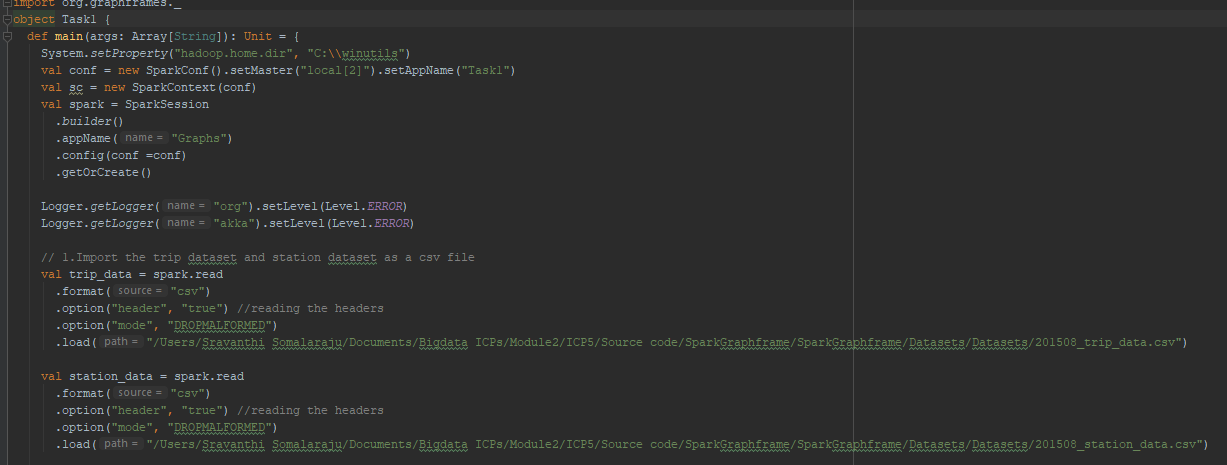 import org.graphframes._
object Task1 {
  def main(args: Array[String]): Unit = {
    System.setProperty("hadoop.home.dir", "C:\\winutils")
    val conf = new SparkConf().setMaster("local[2]").setAppName("Task1")
    val sc = new SparkContext(conf)
    val spark = SparkSession
      .builder()
      .appName( name = "Graphs")
      .config(conf =conf)
      .getOrCreate()

    Logger.getLogger( name = "org").setLevel(Level.ERROR)
    Logger.getLogger( name = "akka").setLevel(Level.ERROR)

    // 1.Import the trip dataset and station dataset as a csv file
    val trip_data = spark.read
      .format( source = "csv")
      .option("header", "true") //reading the headers
      .option("mode", "DROPMALFORMED")
      .load( path = "/Users/Sravanthi Somalaraju/Documents/Bigdata ICPs/Module2/ICP5/Source code/SparkGraphframe/SparkGraphframe/Datasets/Datasets/201508_trip_data.csv")

    val station_data = spark.read
      .format( source = "csv")
      .option("header", "true") //reading the headers
      .option("mode", "DROPMALFORMED")
      .load( path = "/Users/Sravanthi Somalaraju/Documents/Bigdata ICPs/Module2/ICP5/Source code/SparkGraphframe/SparkGraphframe/Datasets/Datasets/201508_station_data.csv")